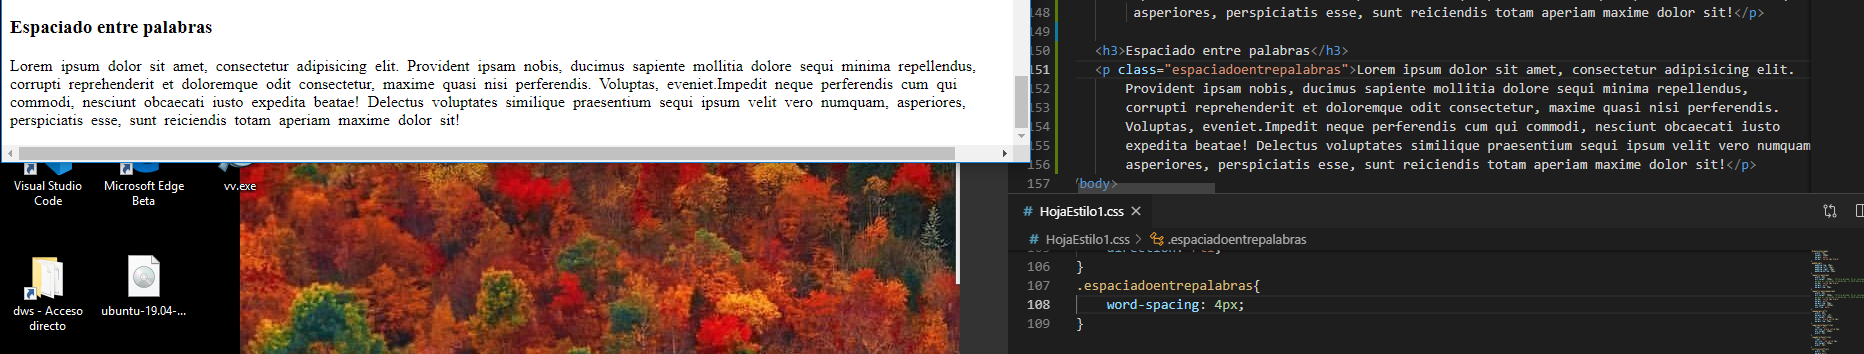 Espaciado entre palabras
Lorem ipsum dolor sit amet, consectetur adipisicing elit. Provident ipsam nobis, ducimus sapiente mollitia dolore sequi minima repellendus,
corrupti reprehenderit et doloremque odit consectetur, maxime quasi nisi perferendis. Voluptas, eveniet.Impedit neque perferendis cum qui
commodi, nesciunt obcaecati iusto expedita beatae! Delectus voluptates similique praesentium sequi ipsum velit vero numquam, asperiores,
perspiciatis esse, sunt reiciendis totam aperiam maxime dolor sit!
Visual Studio
Code
Microsoft Edge
Beta
vv.exe
dws - Acceso
directo
ubuntu-19.04-...
148 asperiores, perspiciatis esse, sunt reiciendis totam aperiam maxime dolor sit!</p>
149
150 <h3>Espaciado entre palabras</h3>
151 <p class="espaciadoentrepalabras">Lorem ipsum dolor sit amet, consectetur adipisicing elit.
152 Provident ipsam nobis, ducimus sapiente mollitia dolore sequi minima repellendus,
153 corrupti reprehenderit et doloremque odit consectetur, maxime quasi nisi perferendis.
154 Voluptas, eveniet.Impedit neque perferendis cum qui commodi, nesciunt obcaecati iusto
155 expedita beatae! Delectus voluptates similique praesentium sequi ipsum velit vero numquam
156 asperiores, perspiciatis esse, sunt reiciendis totam aperiam maxime dolor sit!</p>
157 /body>
# HojaEstilo1.css ×
# HojaEstilo1.css > .espaciadoentrepalabras
106 }
107 .espaciadoentrepalabras{
108 word-spacing: 4px;
109 }